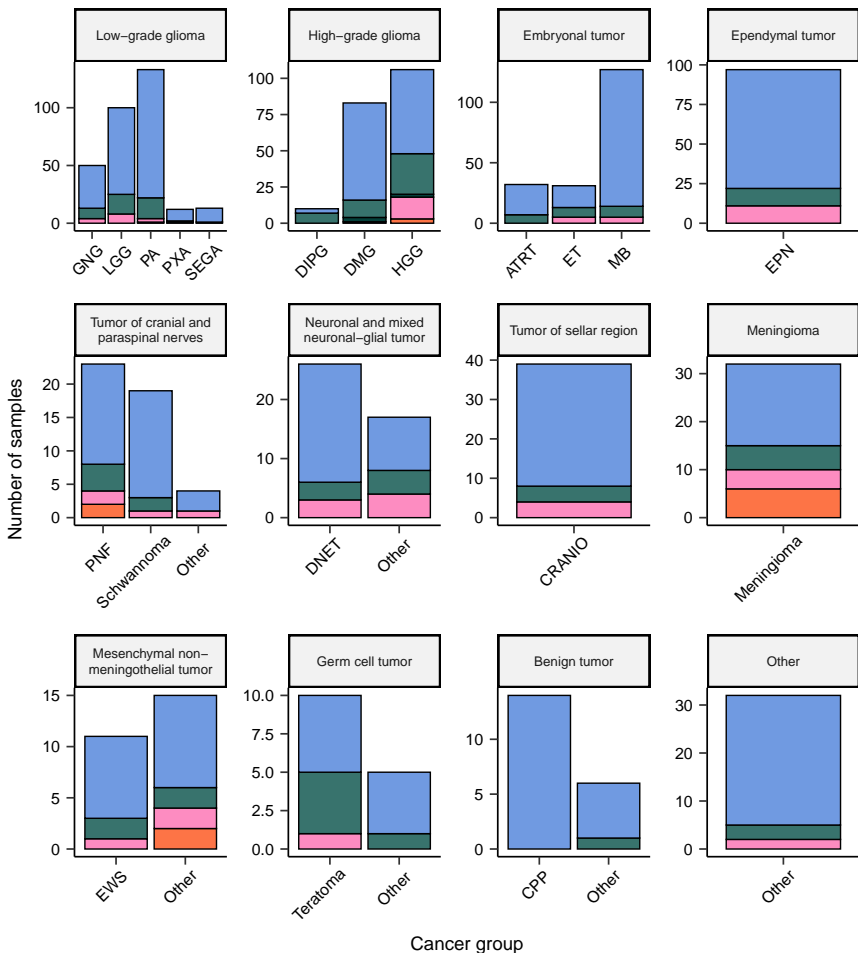 Low−grade glioma
High−grade glioma
Embryonal tumor
Ependymal tumor
0
50
100
GNG
LGG
PA
PXA
SEGA
0
25
50
75
100
DIPG
DMG
HGG
0
50
100
ATRT
ET
MB
0
25
50
75
100
EPN
Tumor of cranial and
paraspinal nerves
Neuronal and mixed
neuronal−glial tumor
Tumor of sellar region
Meningioma
0
5
10
15
20
PNF
Schwannoma
Other
0
10
20
DNET
Other
0
10
20
30
40
CRANIO
0
10
20
30
Meningioma
Mesenchymal non−
meningothelial tumor
Germ cell tumor
Benign tumor
Other
0
5
10
15
EWS
Other
0.0
2.5
5.0
7.5
10.0
Teratoma
Other
0
5
10
CPP
Other
0
10
20
30
Other
Number of samples
Cancer group